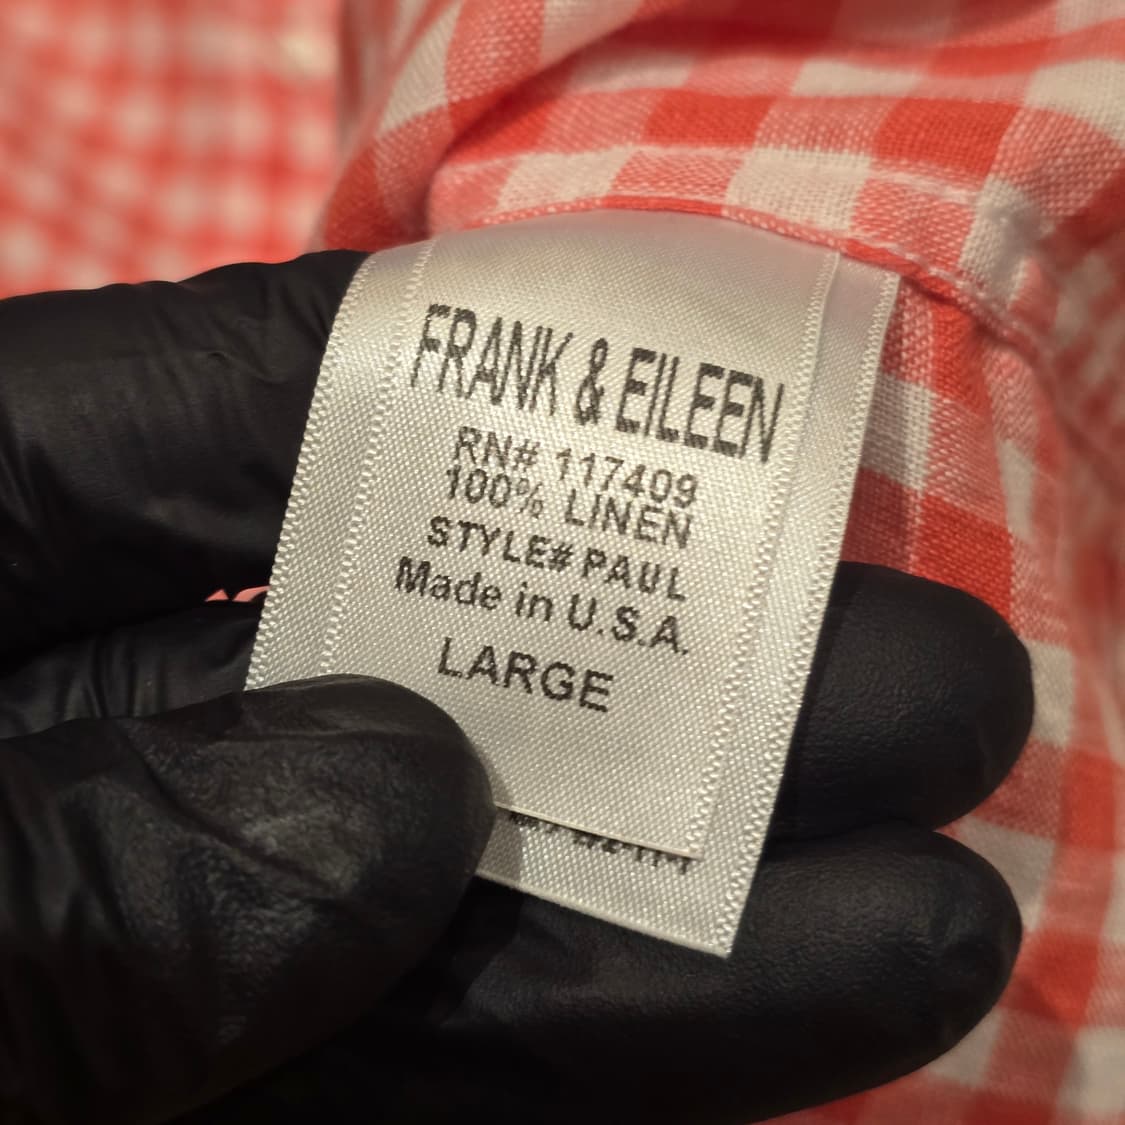 FRANK & EILEEN
RN# 117409
100% LINEN
STYLE# PAUL
Made in U.S.A.
LARGE